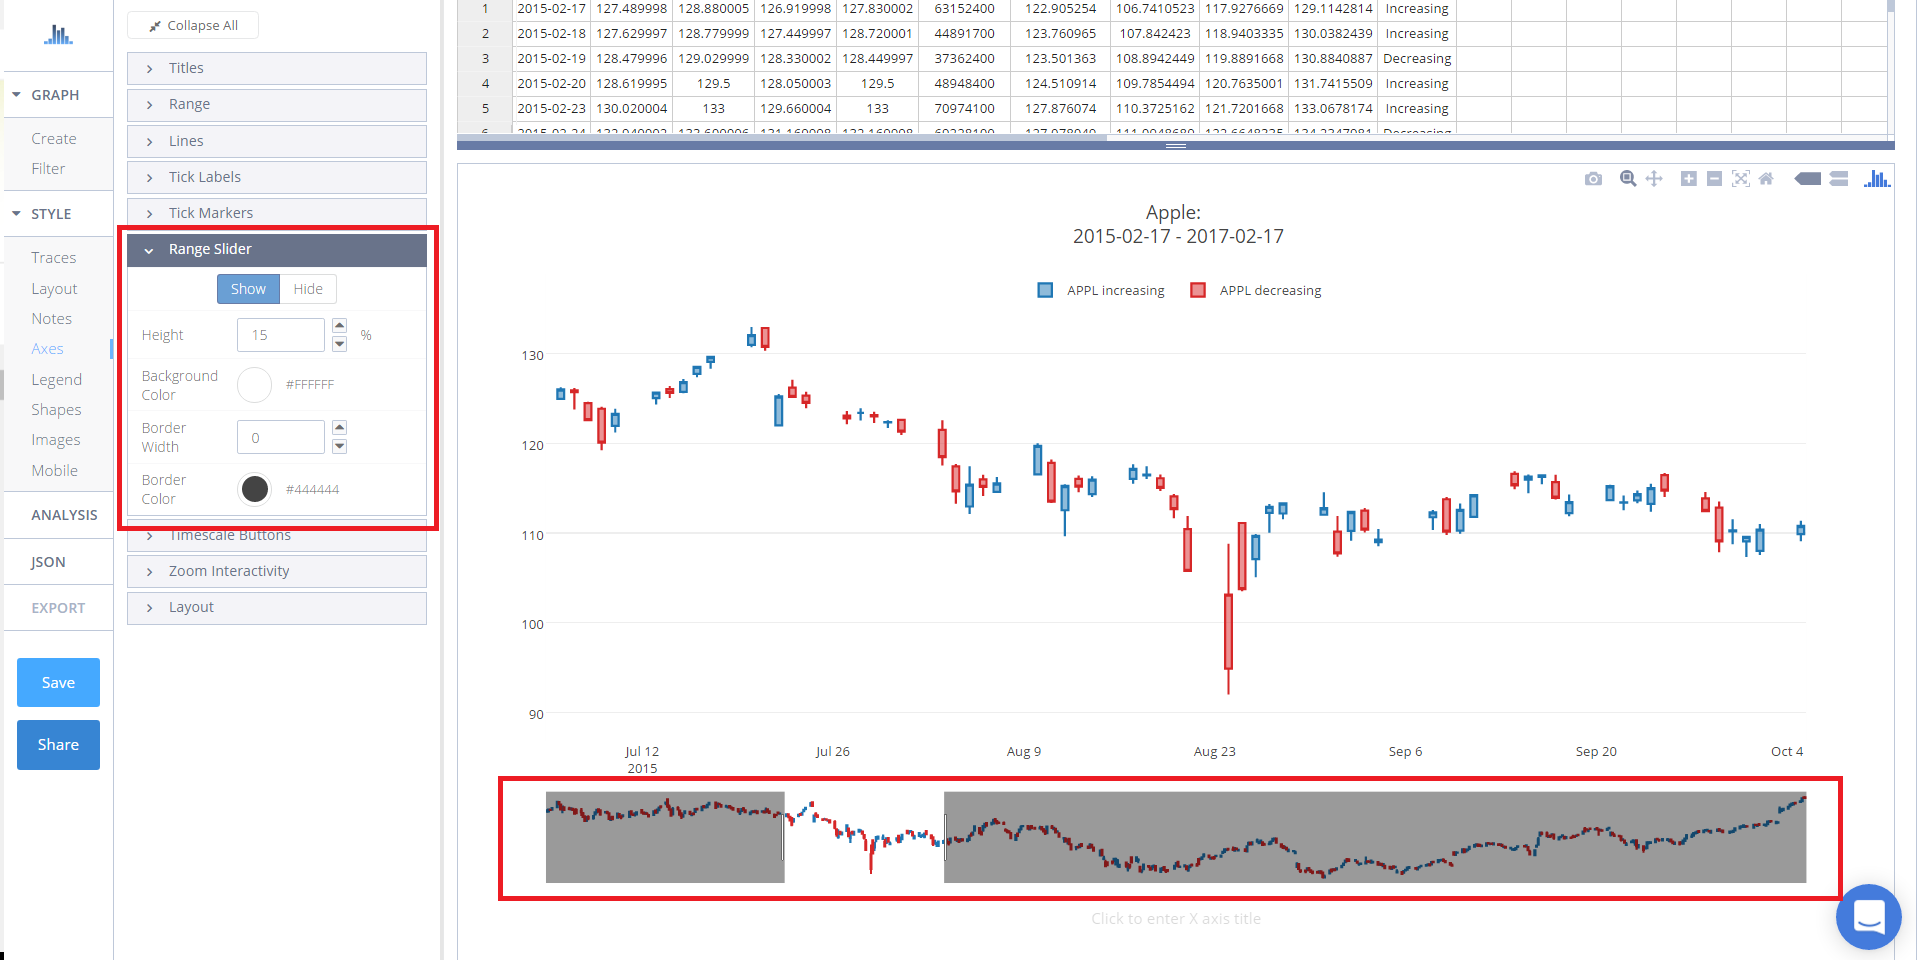 Collapse All
Titles
Range
Lines
Tick Labels
Tick Markers
Range Slider
Show Hide
Height 15 %
Background
Color
#FFFFFF
Border
Width
0
Border
Color
#444444
Timescale Buttons
Zoom Interactivity
Layout
GRAPH
Create
Filter
STYLE
Traces
Layout
Notes
Axes
Legend
Shapes
Images
Mobile
ANALYSIS
JSON
EXPORT
Save
Share
1 2015-02-17 127.489998 128.880005 126.919998 127.830002 63152400 122.905254 106.7410523 117.9276669 129.1142814 Increasing
2 2015-02-18 127.629997 128.779999 127.449997 128.720001 44891700 123.760965 107.842423 118.9403335 130.0382439 Increasing
3 2015-02-19 128.479996 129.029999 128.330002 128.449997 37362400 123.501363 108.8942449 119.8891668 130.8840887 Decreasing
4 2015-02-20 128.619995 129.5 128.050003 129.5 48948400 124.510914 109.7854494 120.7635001 131.7415509 Increasing
5 2015-02-23 130.020004 133 129.660004 133 70974100 127.876074 110.3725162 121.7201668 133.0678174 Increasing
Apple:
2015-02-17 - 2017-02-17
APPL increasing APPL decreasing
130
120
110
100
90
Jul 12
2015
Jul 26
Aug 9
Aug 23
Sep 6
Sep 20
Oct 4
Click to enter X axis title